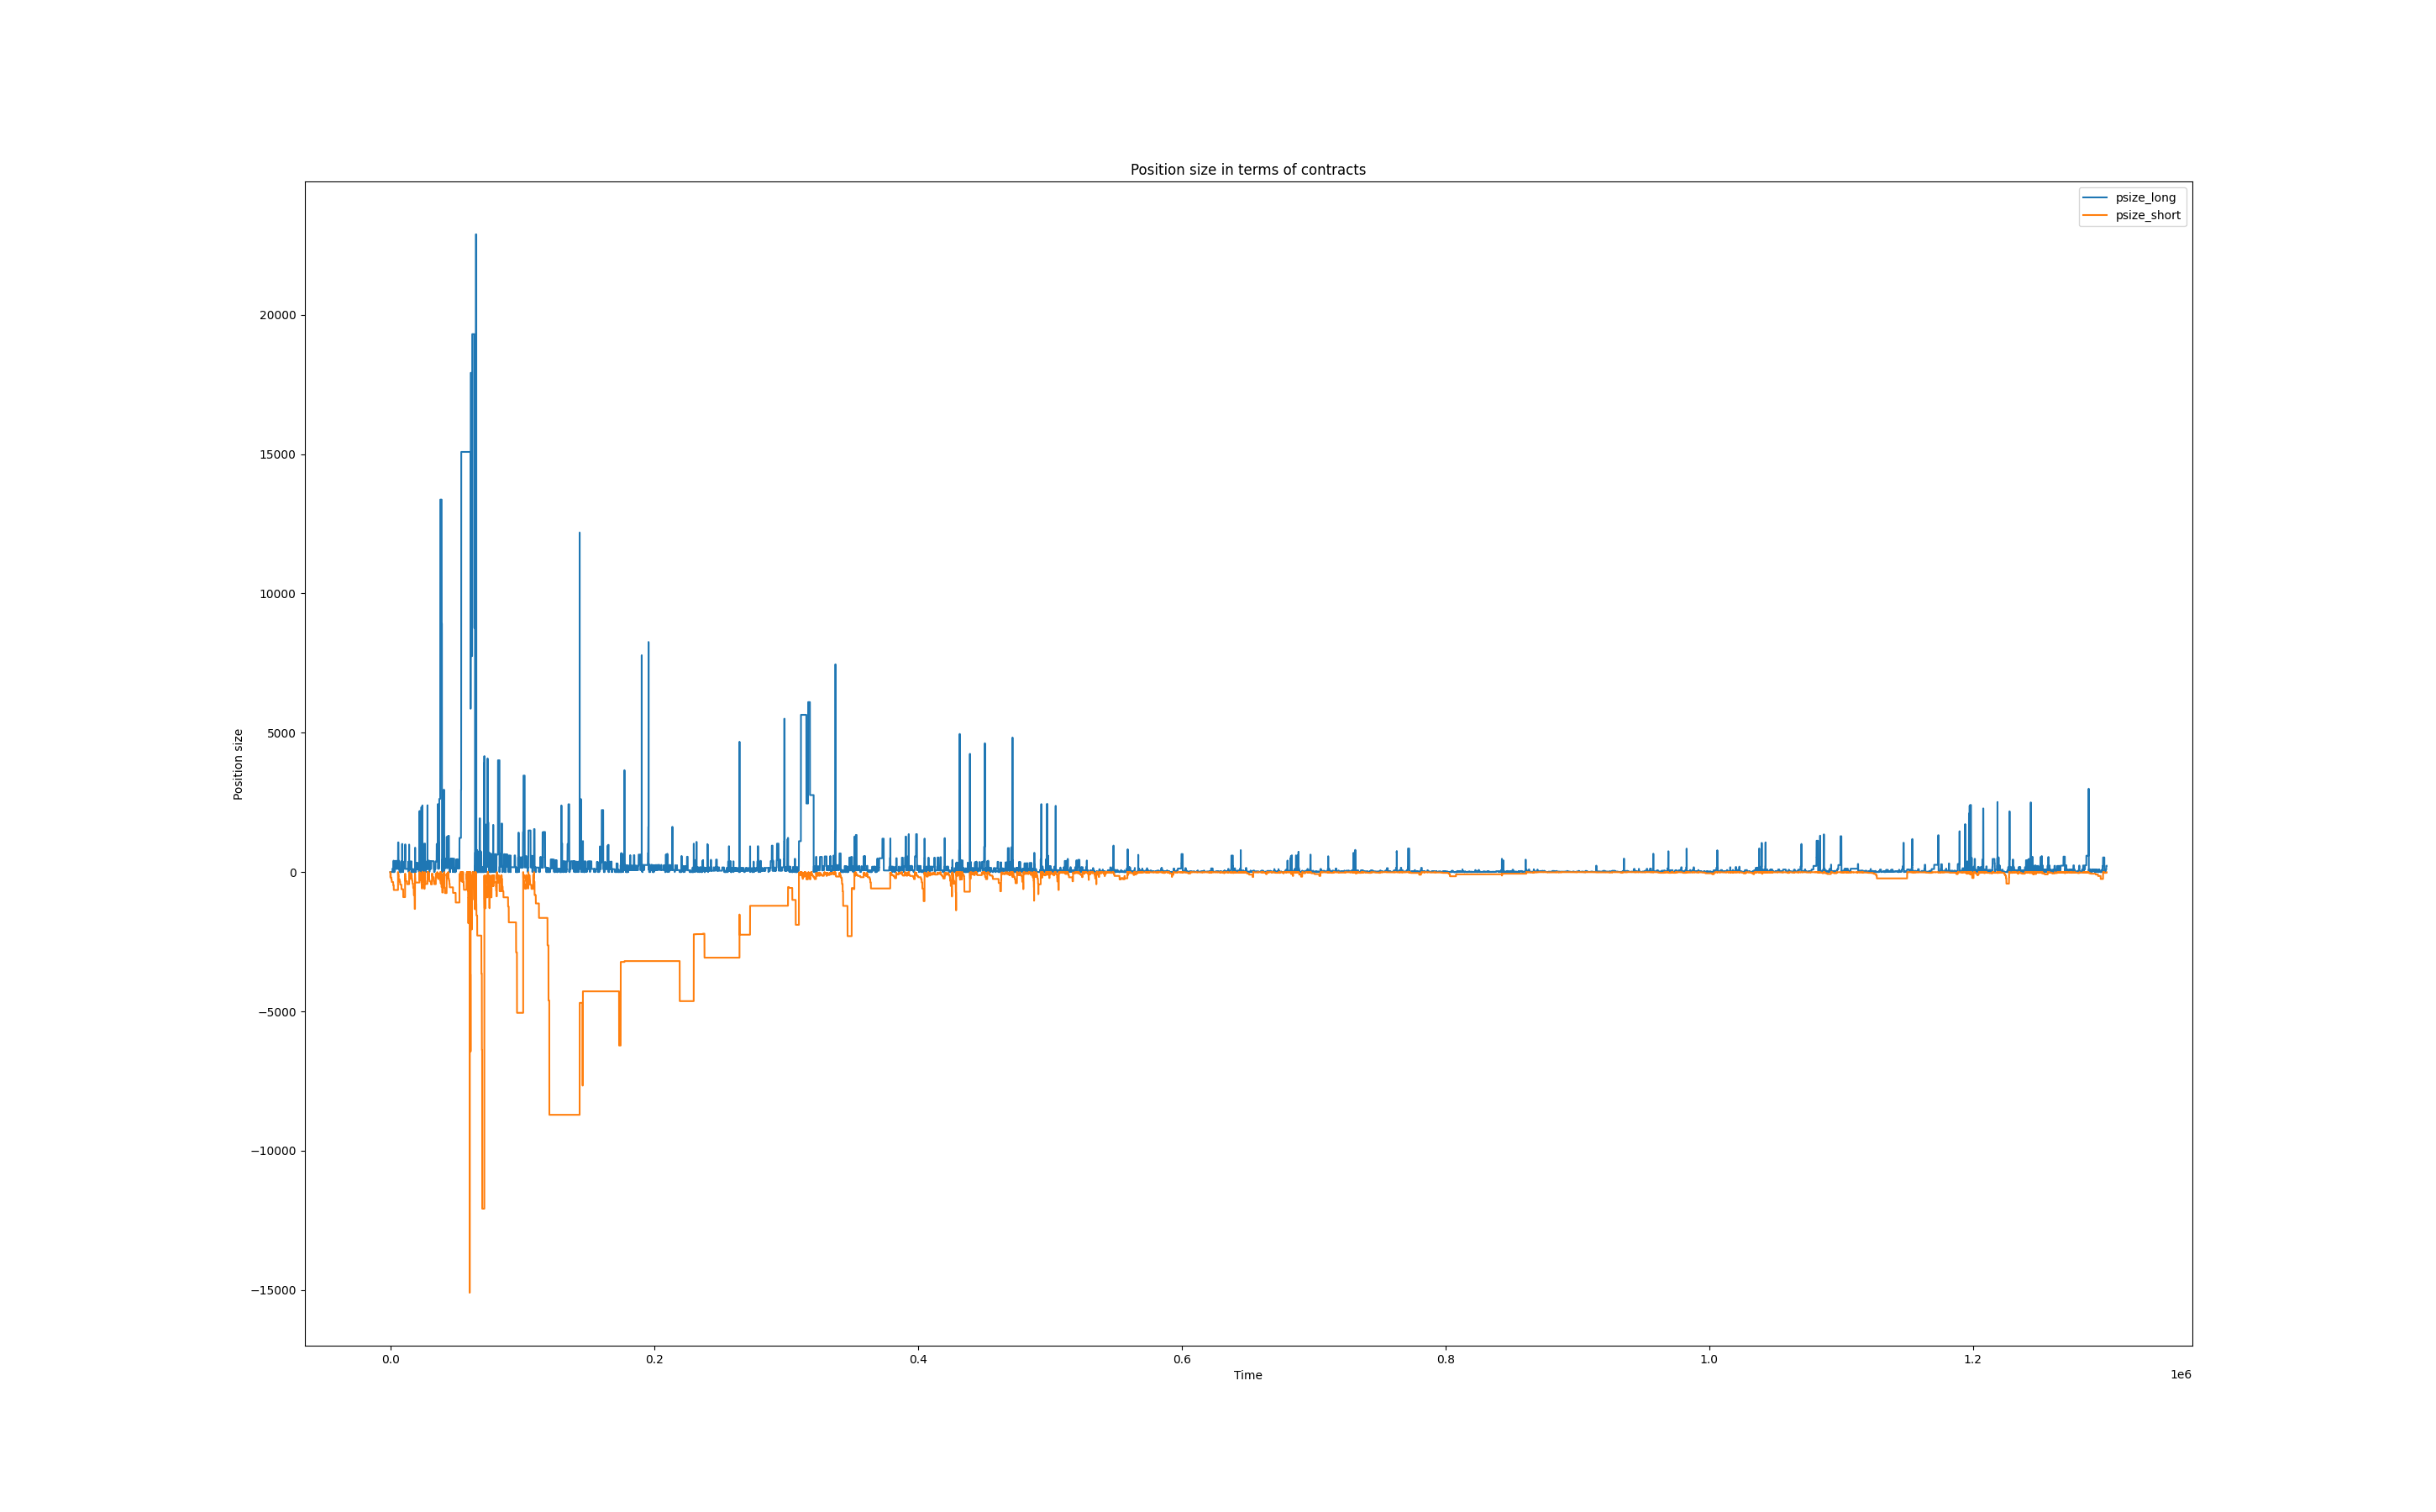 Position size in terms of contracts
psize_long
psize_short
20000
15000
10000
5000
0
−5000
−10000
−15000
Position size
0.0
0.2
0.4
0.6
0.8
1.0
1.2
1e6
Time